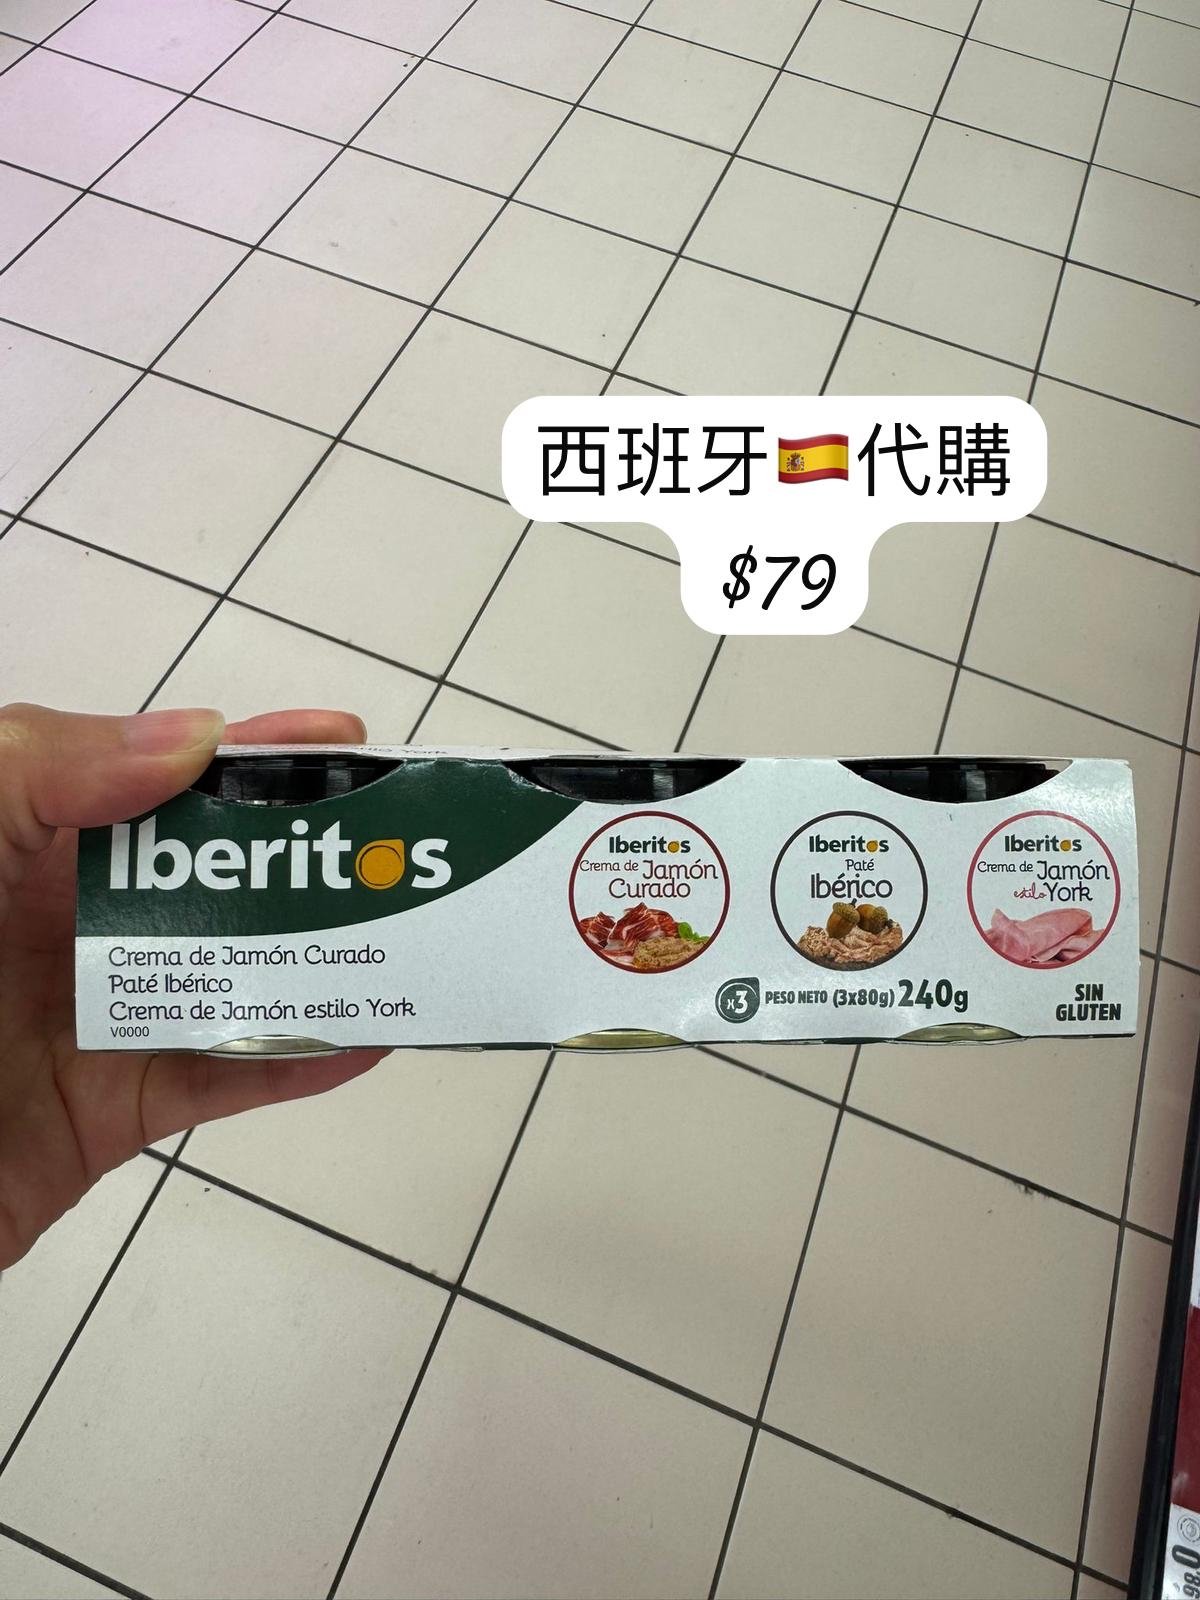 西班牙🇪🇸代購
$79
Iberitos
Crema de Jamón Curado
Paté Ibérico
Crema de Jamón estilo York
V0000
Iberitos
Crema de Jamón
Curado
Iberitos
Paté
Ibérico
Iberitos
Crema de Jamón
estilo York
x3 PESO NETO (3x80g) 240g
SIN
GLUTEN